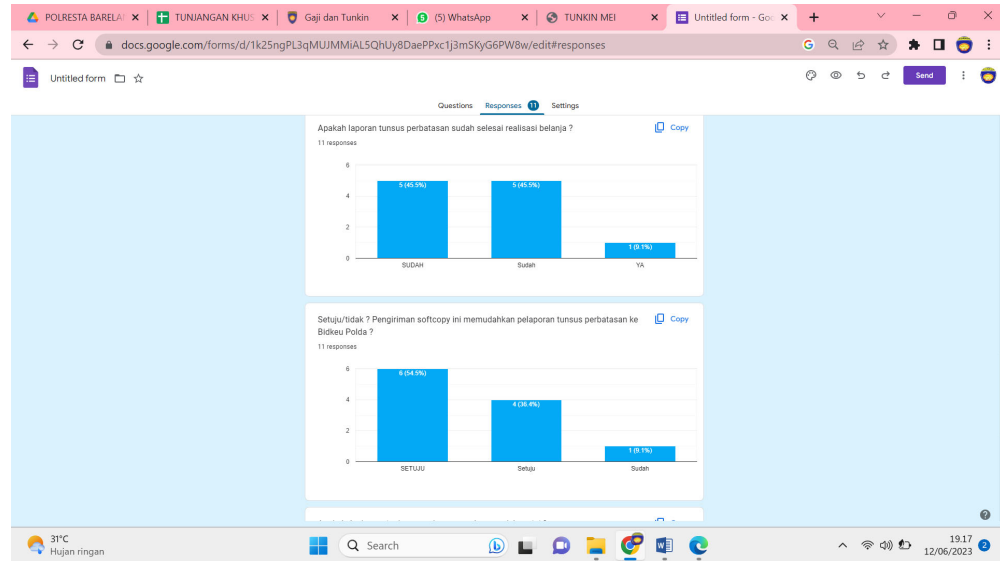 POLRESTA BARELA
TUNJANGAN KHUS
Gaji dan Tunkin
(5) WhatsApp
TUNKIN MEI
Untitled form - Goo
docs.google.com/forms/d/1k25ngPL3qMUJMMiAL5QhUy8DaePPxc1j3mSKyG6PW8w/edit#responses
Untitled form
Send
Questions Responses 11 Settings
Apakah laporan tunsus perbatasan sudah selesai realisasi belanja ?
Copy
11 responses
6
4
2
0
5 (45.5%)
5 (45.5%)
1 (9.1%)
SUDAH
Sudah
YA
Setuju/tidak ? Pengiriman softcopy ini memudahkan pelaporan tunsus perbatasan ke
Bidkeu Polda ?
Copy
11 responses
6
4
2
0
6 (54.5%)
4 (36.4%)
1 (9.1%)
SETUJU
Setuju
Sudah
31°C
Hujan ringan
Search
19.17
12/06/2023
2